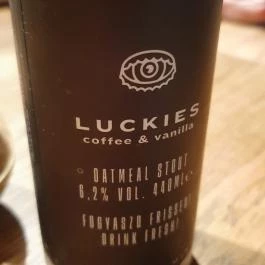 LUCKIES
coffee & vanilla
° OATMEAL STOUT
6,2% VOL. 440ML℮
FOGYASZD FRISSEN!
DRINK FRESH!